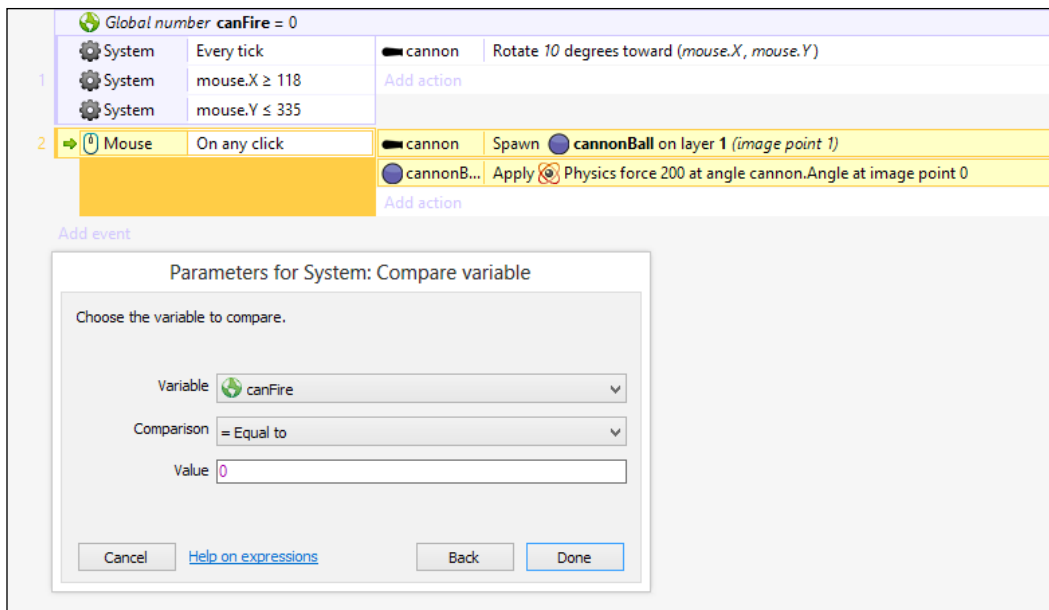 Global number canFire = 0
System Every tick cannon Rotate 10 degrees toward (mouse.X, mouse.Y)
1 System mouse.X ≥ 118 Add action
System mouse.Y ≤ 335
2 Mouse On any click cannon Spawn cannonBall on layer 1 (image point 1)
cannonB... Apply Physics force 200 at angle cannon.Angle at image point 0
Add action
Add event
Parameters for System: Compare variable
Choose the variable to compare.
Variable canFire
Comparison = Equal to
Value 0
Cancel Help on expressions Back Done